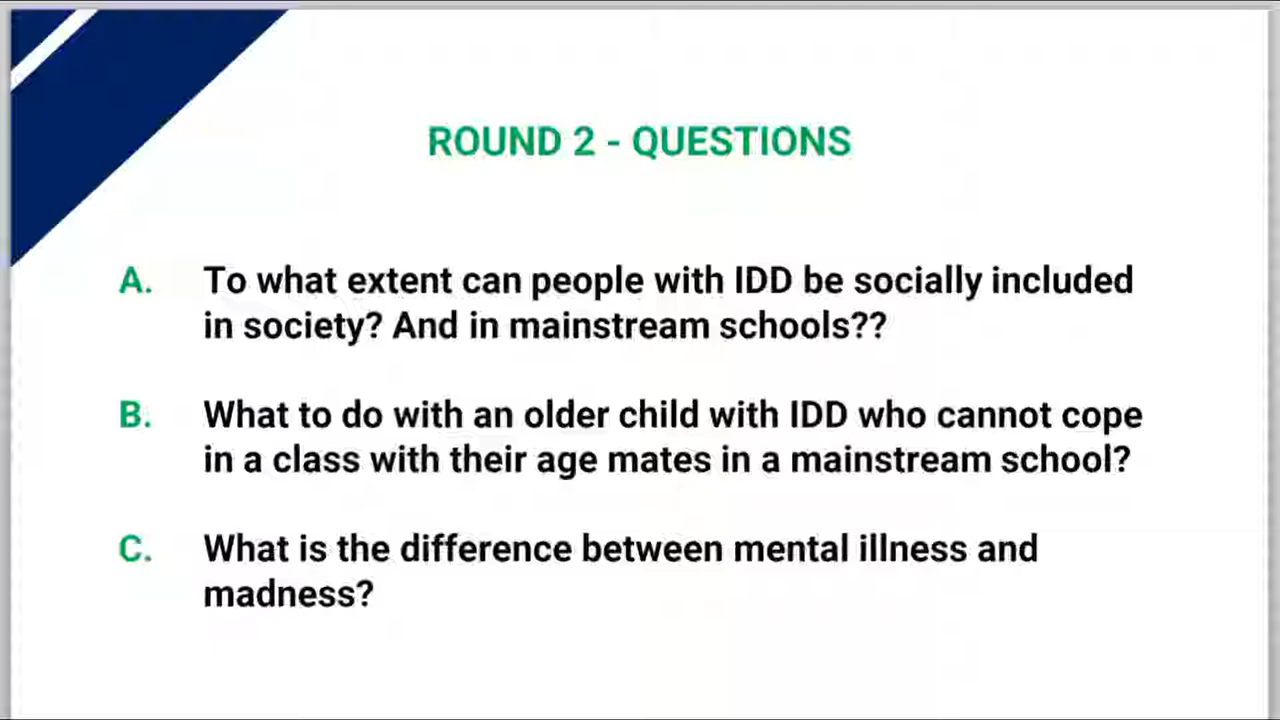 ROUND 2 - QUESTIONS
A. To what extent can people with IDD be socially included
in society? And in mainstream schools??
B. What to do with an older child with IDD who cannot cope
in a class with their age mates in a mainstream school?
C. What is the difference between mental illness and
madness?